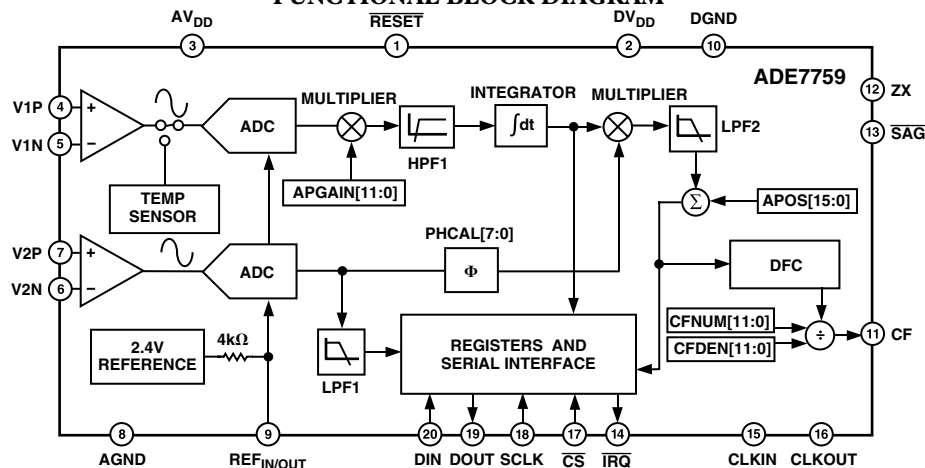 FUNCTIONAL BLOCK DIAGRAM
AVDD
RESET
DVDD
DGND
3
1
2
10
ADE7759
V1P 4
V1N 5
+
−
ADC
MULTIPLIER
HPF1
INTEGRATOR
∫dt
MULTIPLIER
LPF2
12 ZX
13 SAG
TEMP
SENSOR
APGAIN[11:0]
Σ
APOS[15:0]
V2P 7
V2N 6
+
−
ADC
PHCAL[7:0]
Φ
DFC
2.4V
REFERENCE
4kΩ
LPF1
REGISTERS AND
SERIAL INTERFACE
CFNUM[11:0]
CFDEN[11:0]
÷
11 CF
8
9
20
19
18
17
14
15
16
AGND
REFIN/OUT
DIN
DOUT
SCLK
CS
IRQ
CLKIN
CLKOUT